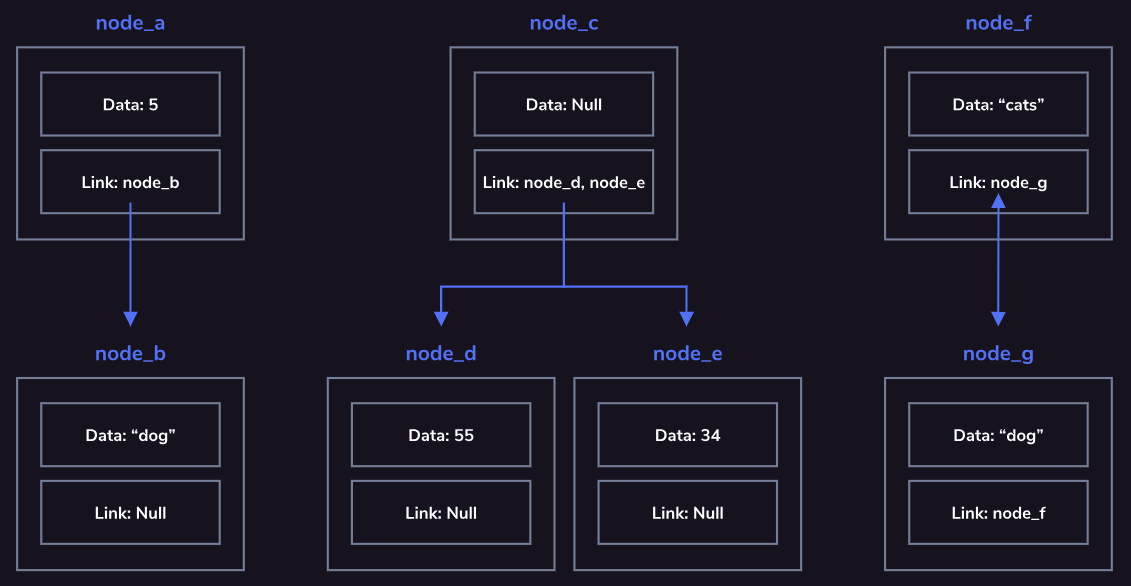 node_a
node_c
node_f
Data: 5
Data: Null
Data: “cats”
Link: node_b
Link: node_d, node_e
Link: node_g
node_b
node_d
node_e
node_g
Data: “dog”
Data: 55
Data: 34
Data: “dog”
Link: Null
Link: Null
Link: Null
Link: node_f